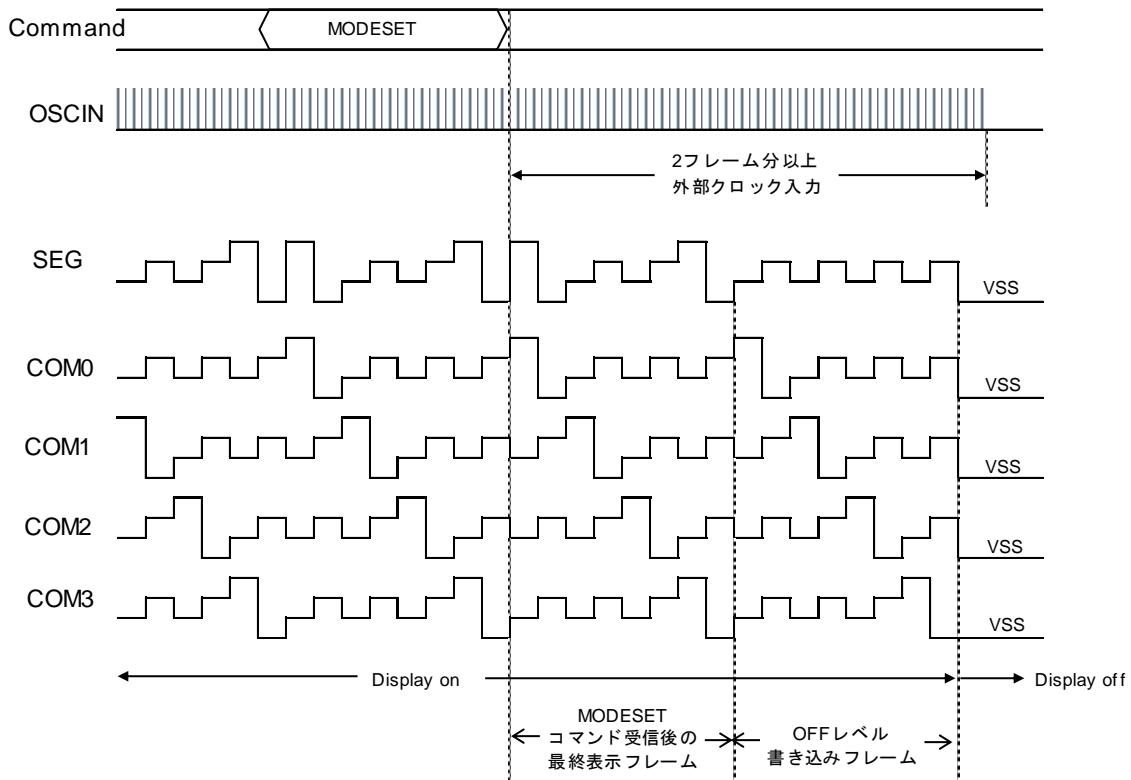 Command
MODESET
OSCIN
2フレーム分以上
外部クロック入力
SEG
VSS
COM0
VSS
COM1
VSS
COM2
VSS
COM3
VSS
Display on
Display off
MODESET
コマンド受信後の
最終表示フレーム
OFFレベル
書き込みフレーム